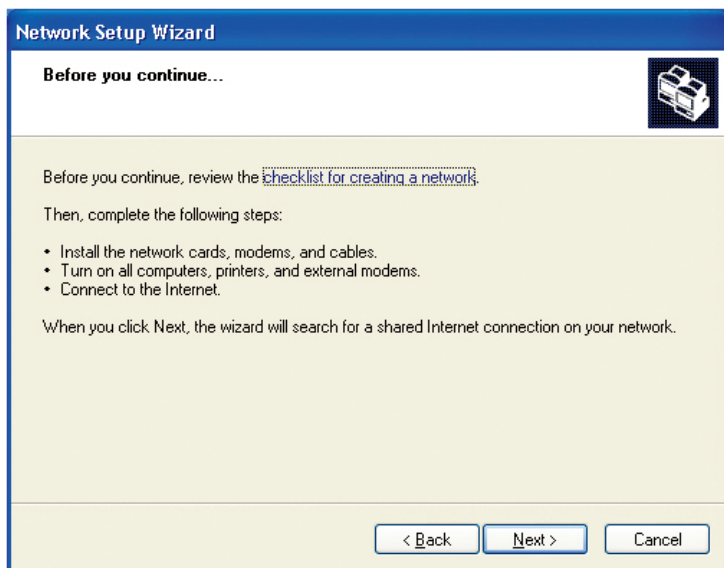 Network Setup Wizard
Before you continue...
Before you continue, review the checklist for creating a network.
Then, complete the following steps:
• Install the network cards, modems, and cables.
• Turn on all computers, printers, and external modems.
• Connect to the Internet.
When you click Next, the wizard will search for a shared Internet connection on your network.
< Back Next > Cancel